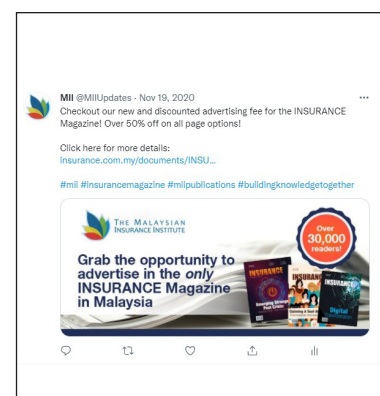 MII @MIIUpdates · Nov 19, 2020
Checkout our new and discounted advertising fee for the INSURANCE
Magazine! Over 50% off on all page options!
Click here for more details:
insurance.com.my/documents/INSU...
#mii #insurancemagazine #miipublications #buildingknowledgetogether
THE MALAYSIAN
INSURANCE INSTITUTE
Over
30,000
readers!
Grab the opportunity to
advertise in the only
INSURANCE Magazine
in Malaysia
INSURANCE
INSURANCE
INSURANCE
Digital